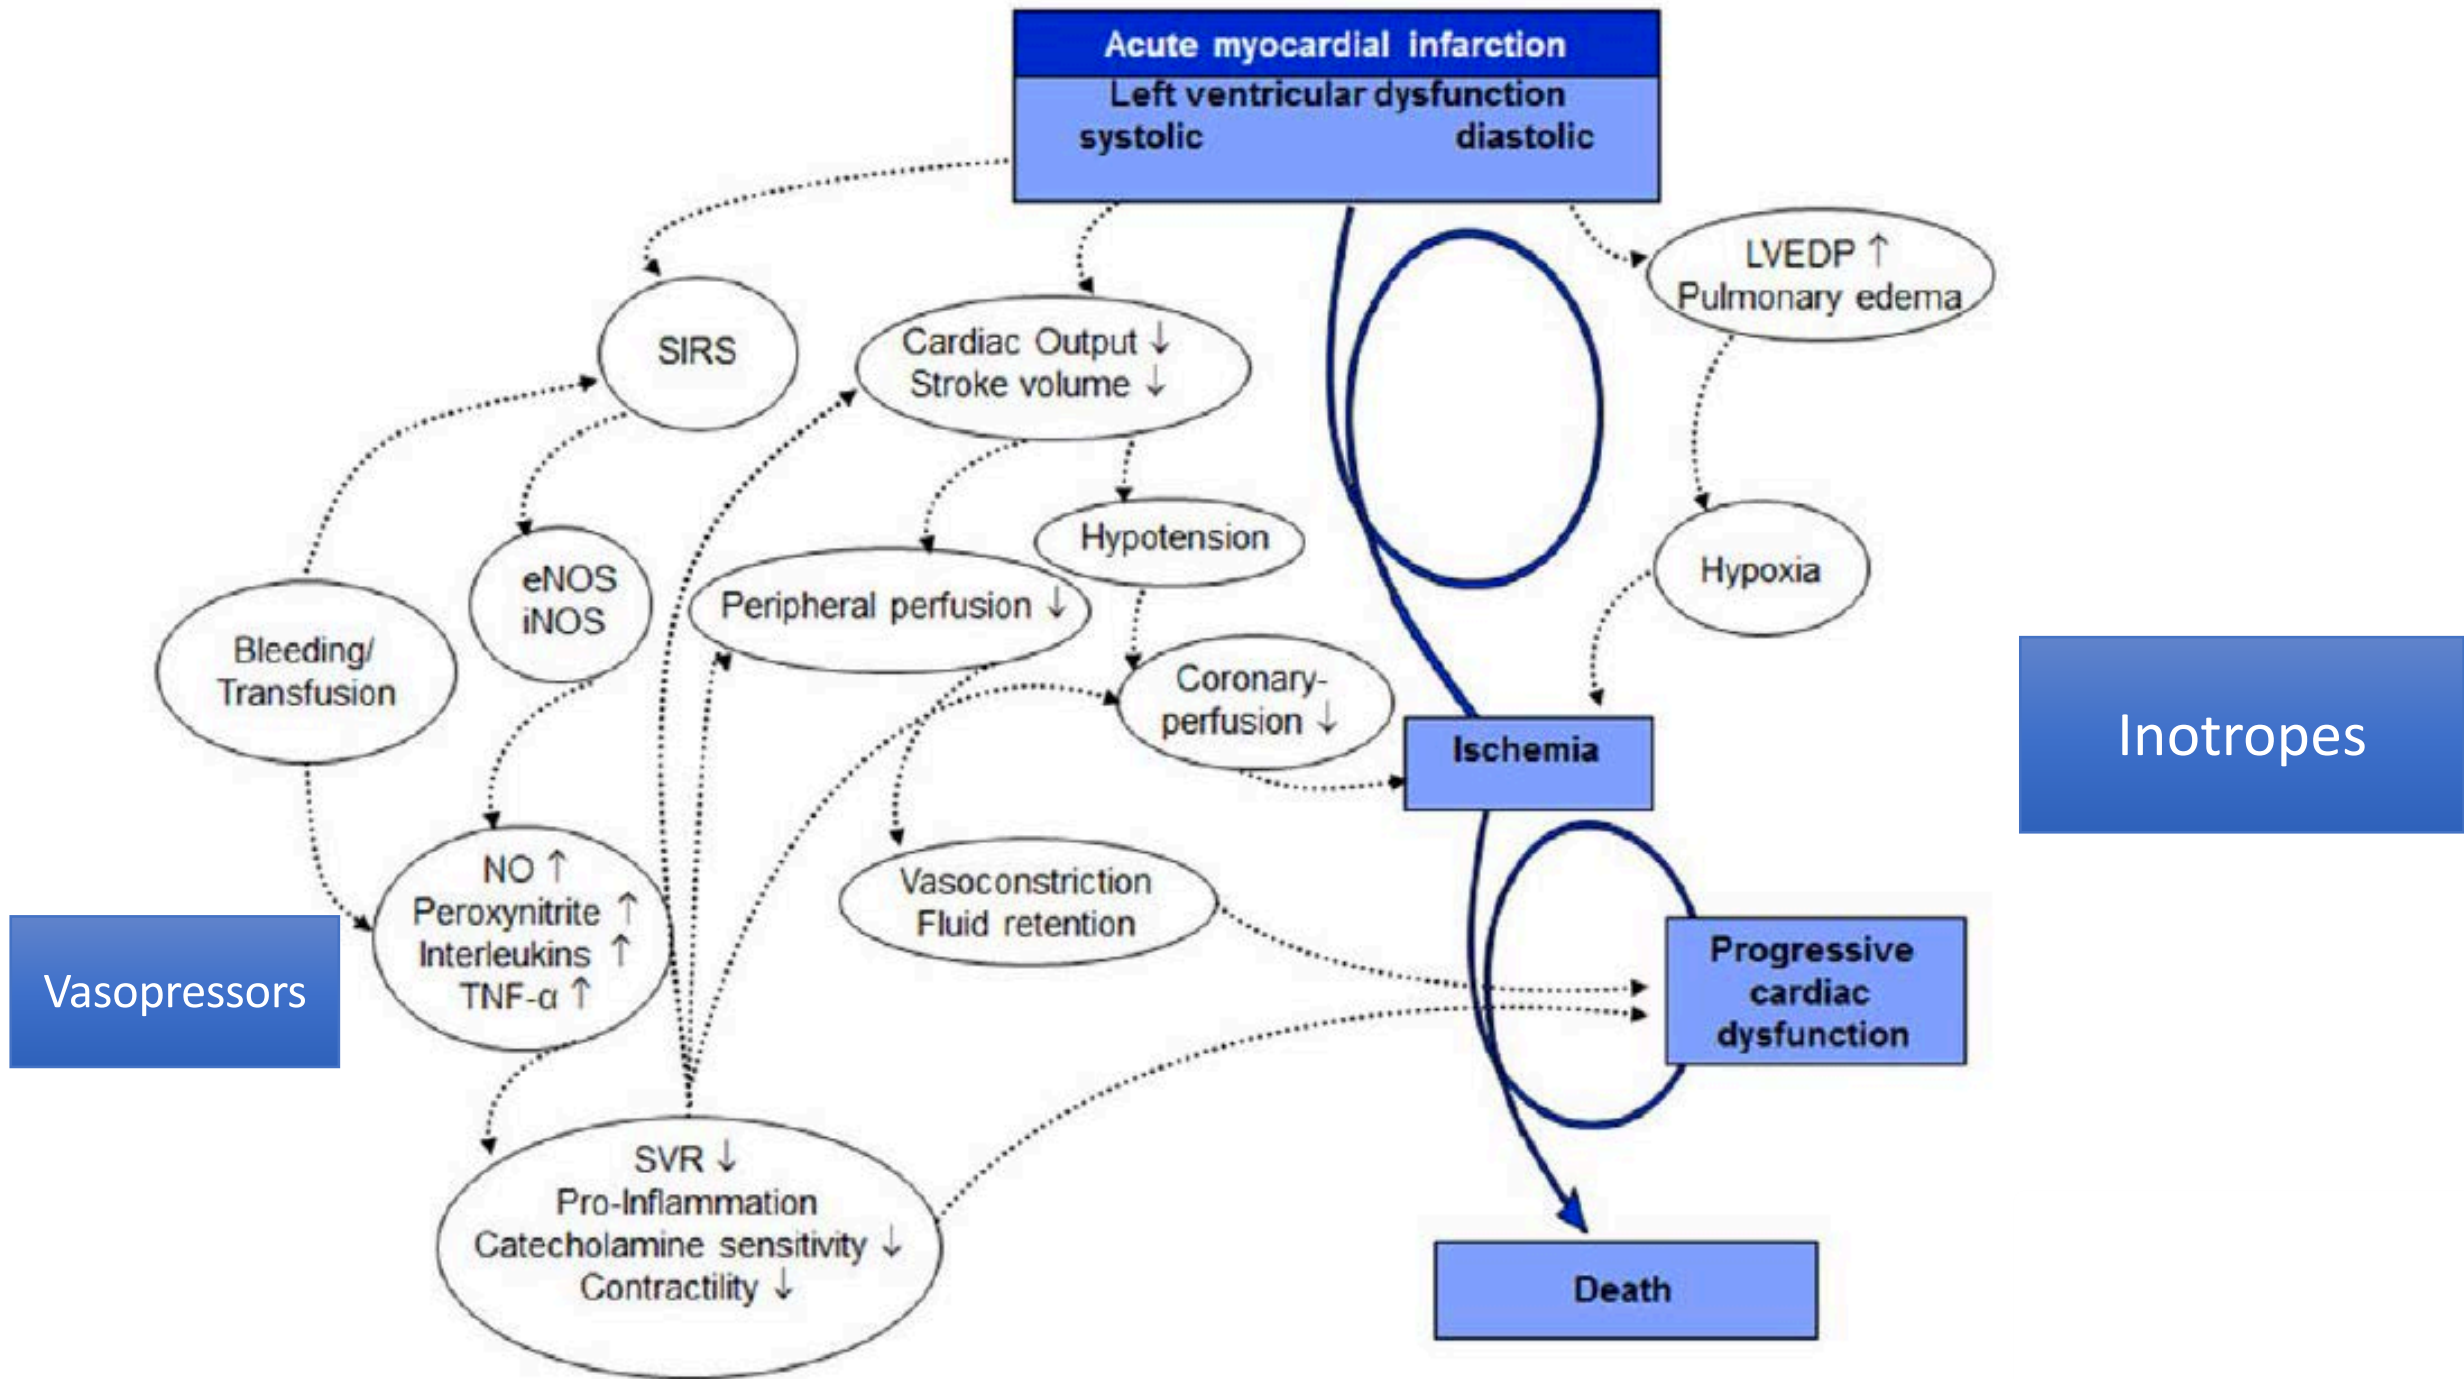 Acute myocardial infarction
Left ventricular dysfunction
systolic diastolic
LVEDP ↑
Pulmonary edema
SIRS
Cardiac Output ↓
Stroke volume ↓
Hypotension
Hypoxia
eNOS
iNOS
Peripheral perfusion ↓
Bleeding/
Transfusion
Coronary-
perfusion ↓
Ischemia
Inotropes
NO ↑
Peroxynitrite ↑
Interleukins ↑
TNF-α ↑
Vasoconstriction
Fluid retention
Vasopressors
Progressive
cardiac
dysfunction
SVR ↓
Pro-Inflammation
Catecholamine sensitivity ↓
Contractility ↓
Death